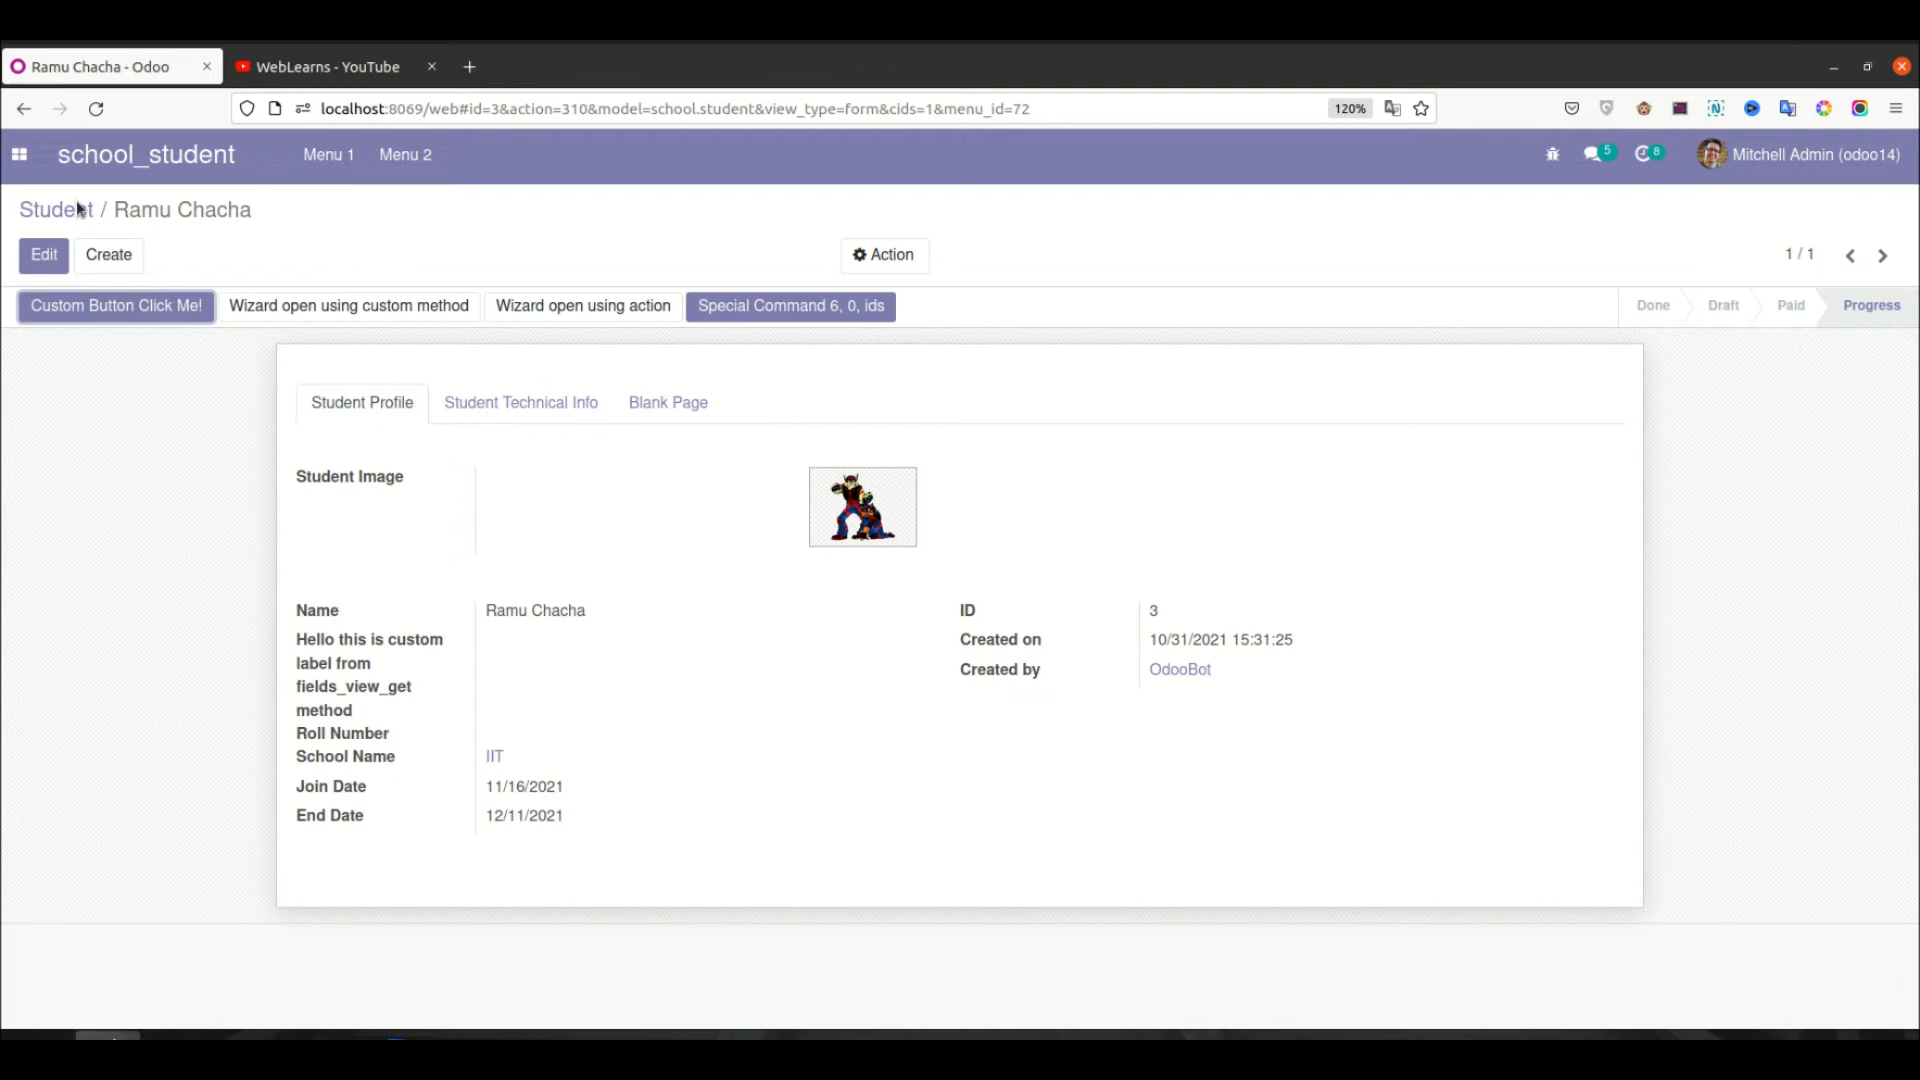 Ramu Chacha - Odoo
WebLearns - YouTube
localhost:8069/web#id=3&action=310&model=school.student&view_type=form&cids=1&menu_id=72
120%
school_student
Menu 1
Menu 2
5
8
Mitchell Admin (odoo14)
Student / Ramu Chacha
Edit
Create
Action
1 / 1
Custom Button Click Me!
Wizard open using custom method
Wizard open using action
Special Command 6, 0, ids
Done
Draft
Paid
Progress
Student Profile
Student Technical Info
Blank Page
Student Image
Name
Ramu Chacha
Hello this is custom
label from
fields_view_get
method
Roll Number
School Name
IIT
Join Date
11/16/2021
End Date
12/11/2021
ID
3
Created on
10/31/2021 15:31:25
Created by
OdooBot